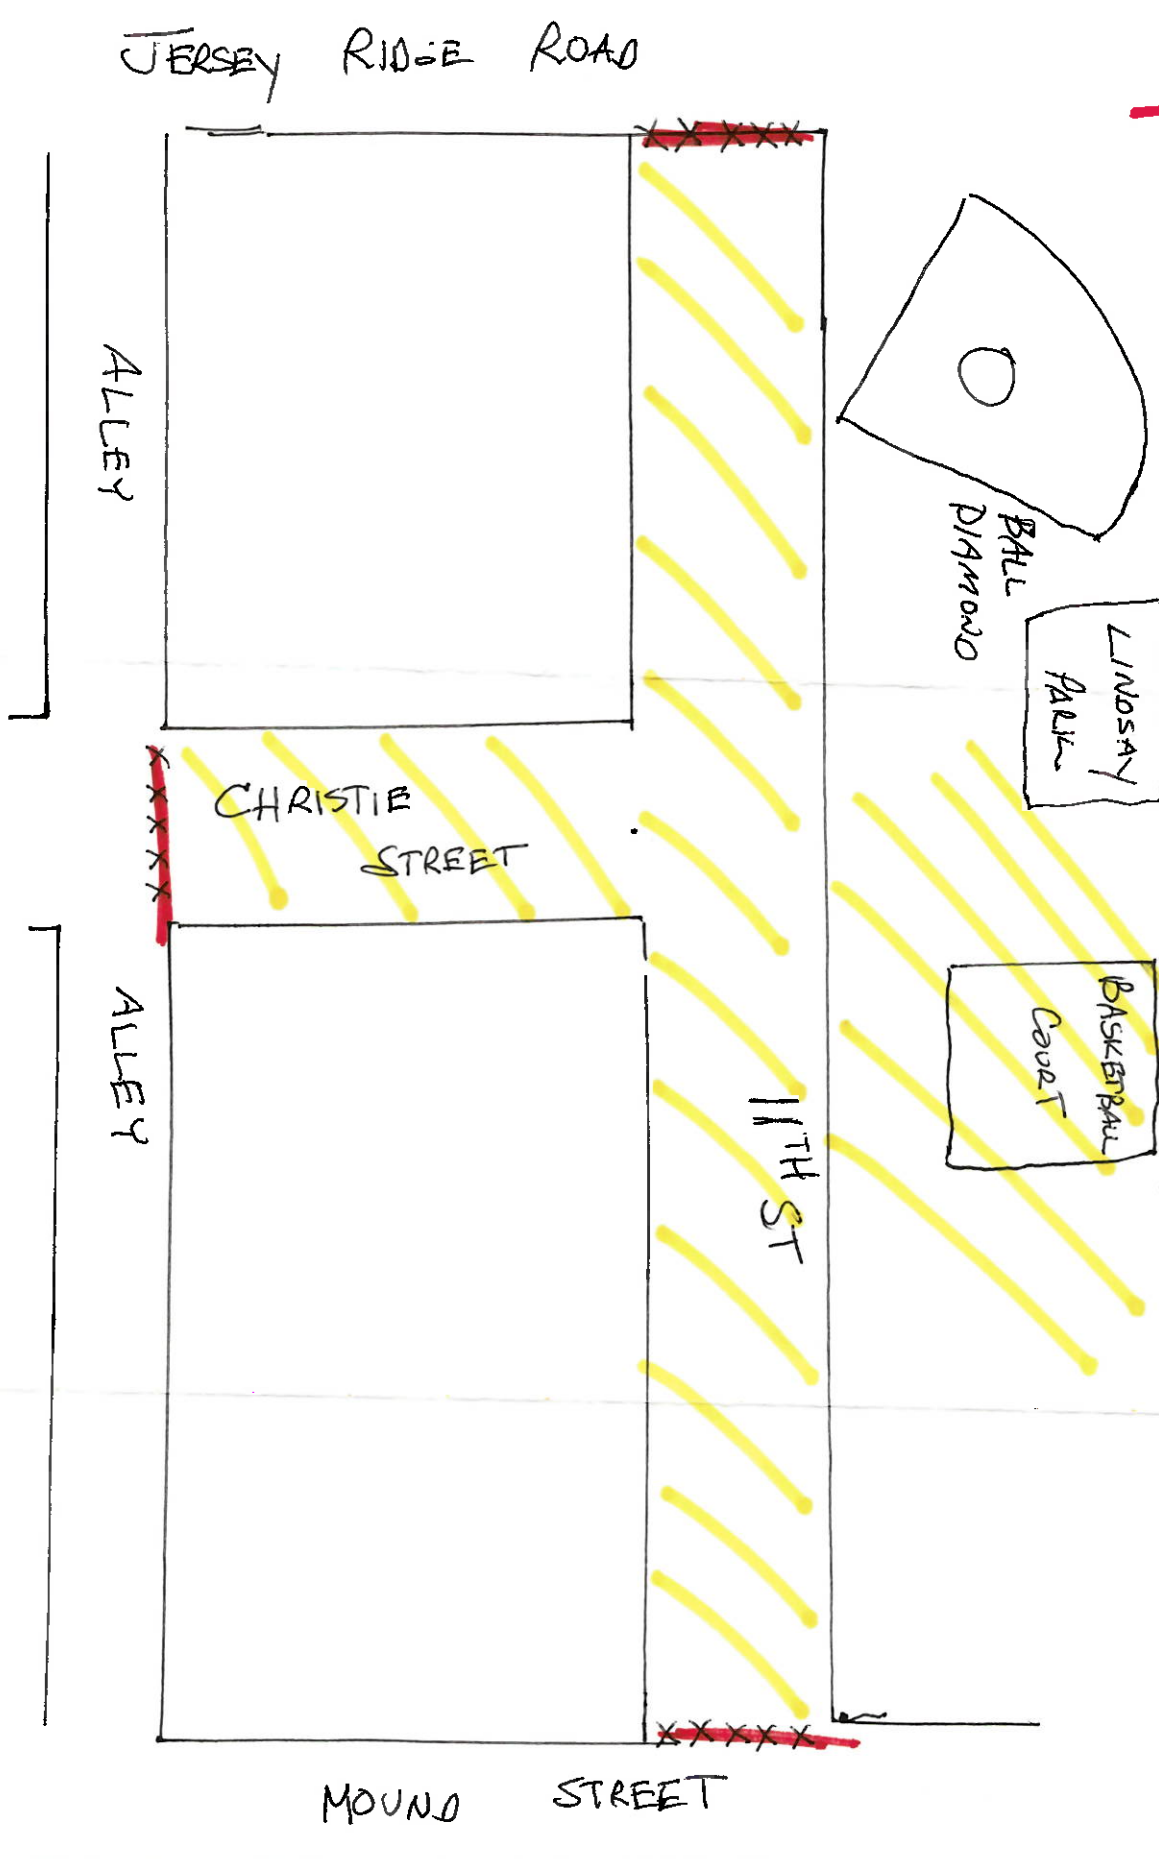 JERSEY RIDGE ROAD
ALLEY
BALL
DIAMOND
LINDSAY
PARK
CHRISTIE
STREET
BASKETBALL
COURT
ALLEY
11TH ST
MOUND STREET